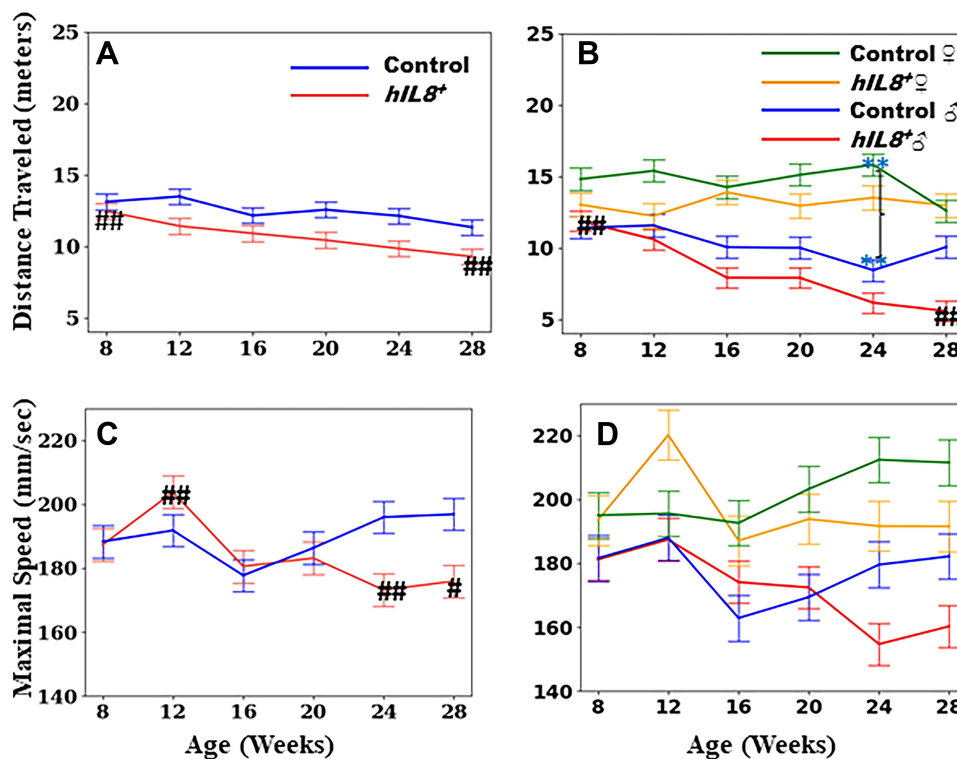 Distance Traveled (meters)
A
Control
hIL8⁺
25
20
15
10
5
##
##
8 12 16 20 24 28
B
Control ♀
hIL8⁺♀
Control ♂
hIL8⁺♂
25
20
15
10
5
##
**
**
##
8 12 16 20 24 28
Maximal Speed (mm/sec)
C
220
200
180
160
140
##
##
#
8 12 16 20 24 28
Age (Weeks)
D
220
200
180
160
140
8 12 16 20 24 28
Age (Weeks)